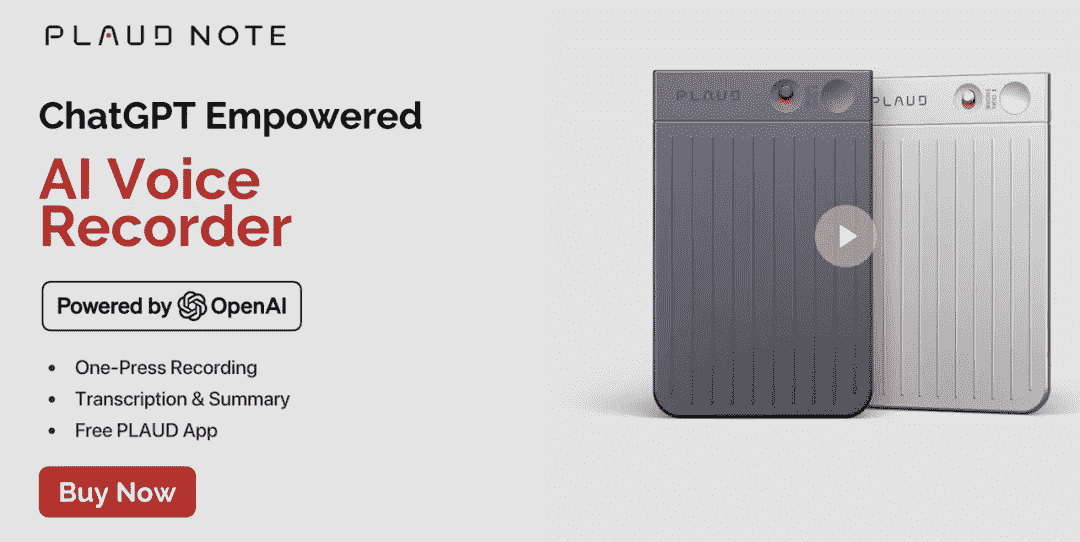 PLAUD NOTE
ChatGPT Empowered
AI Voice
Recorder
Powered by OpenAI
• One-Press Recording
• Transcription & Summary
• Free PLAUD App
Buy Now
PLAUD
PLAUD